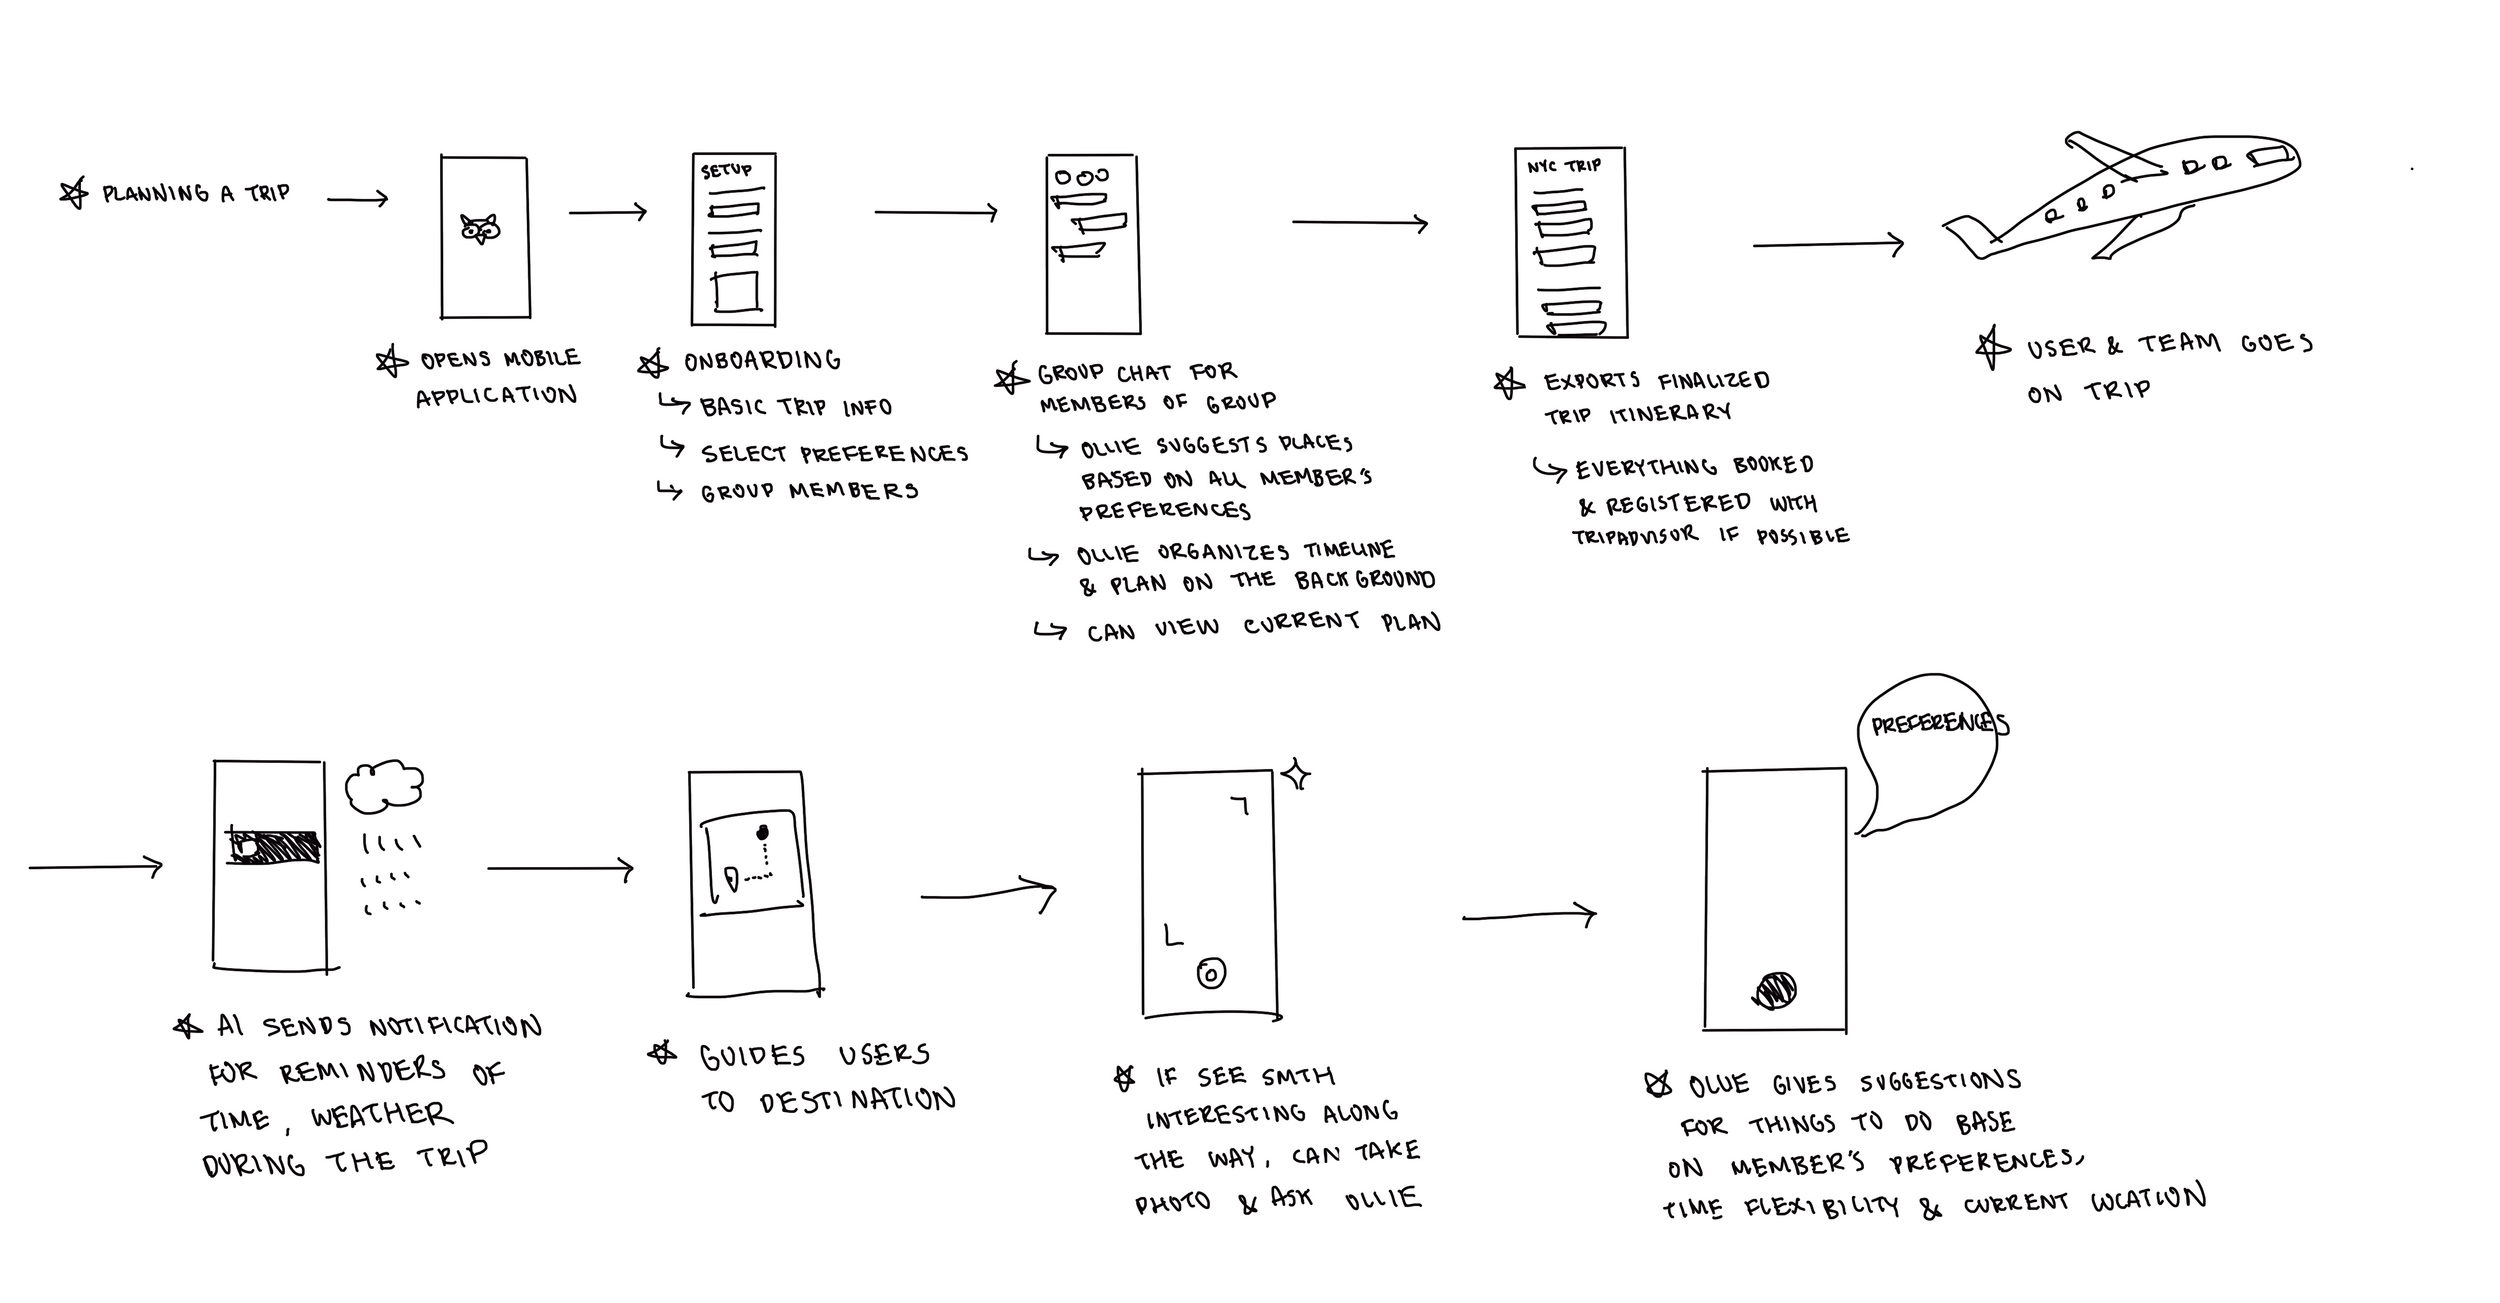 PLANNING A TRIP
OPENS MOBILE
APPLICATION
SETUP
ONBOARDING
BASIC TRIP INFO
SELECT PREFERENCES
GROUP MEMBERS
GROUP CHAT FOR
MEMBERS OF GROUP
OLLIE SUGGESTS PLACES
BASED ON ALL MEMBER'S
PREFERENCES
OLLIE ORGANIZES TIMELINE
& PLAN ON THE BACKGROUND
CAN VIEW CURRENT PLAN
NYC TRIP
EXPORTS FINALIZED
TRIP ITINERARY
EVERYTHING BOOKED
& REGISTERED WITH
TRIPADVISOR IF POSSIBLE
USER & TEAM GOES
ON TRIP
AI SENDS NOTIFICATION
FOR REMINDERS OF
TIME, WEATHER
DURING THE TRIP
GUIDES USERS
TO DESTINATION
IF SEE SMTH
INTERESTING ALONG
THE WAY, CAN TAKE
PHOTO & ASK OLLIE
PREFERENCES
OLLIE GIVES SUGGESTIONS
FOR THINGS TO DO BASE
ON MEMBER'S PREFERENCES,
TIME FLEXIBILITY & CURRENT LOCATION